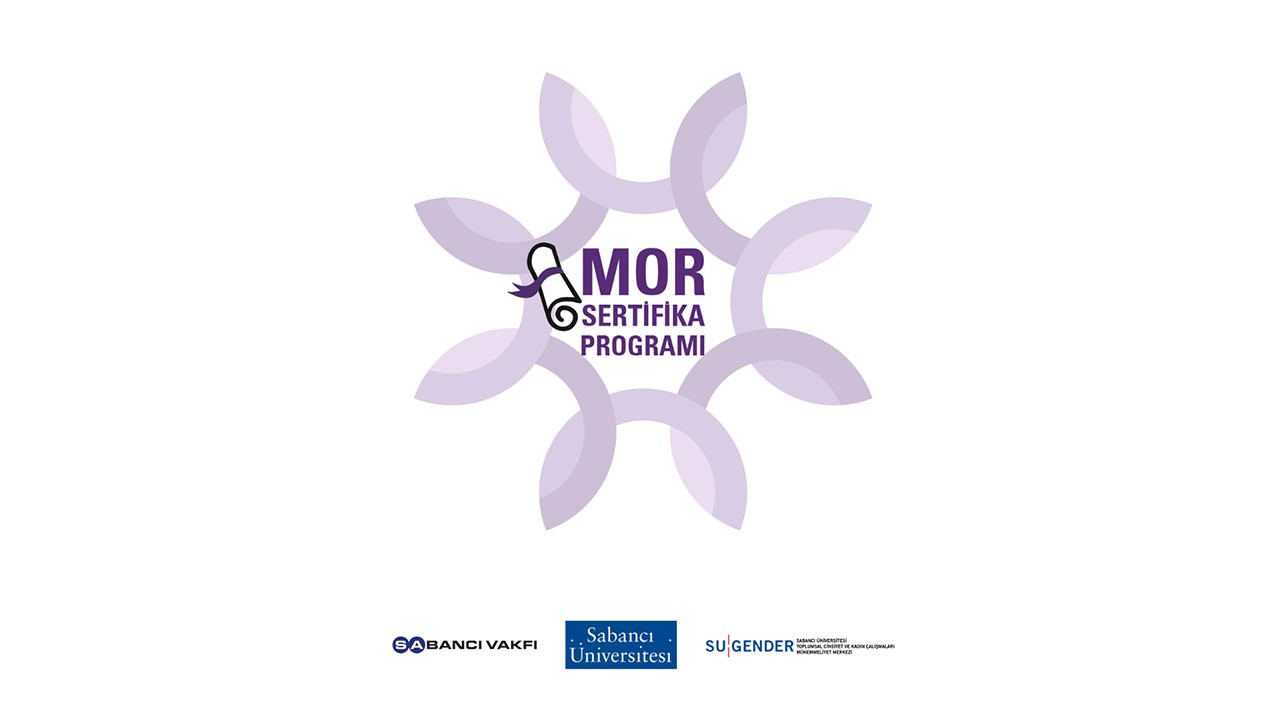 MOR
SERTİFİKA
PROGRAMI
SABANCI VAKFI
Sabancı
Üniversitesi
SU GENDER
SABANCI ÜNİVERSİTESİ
TOPLUMSAL CİNSİYET VE KADIN ÇALIŞMALARI
MÜKEMMELİYET MERKEZİ